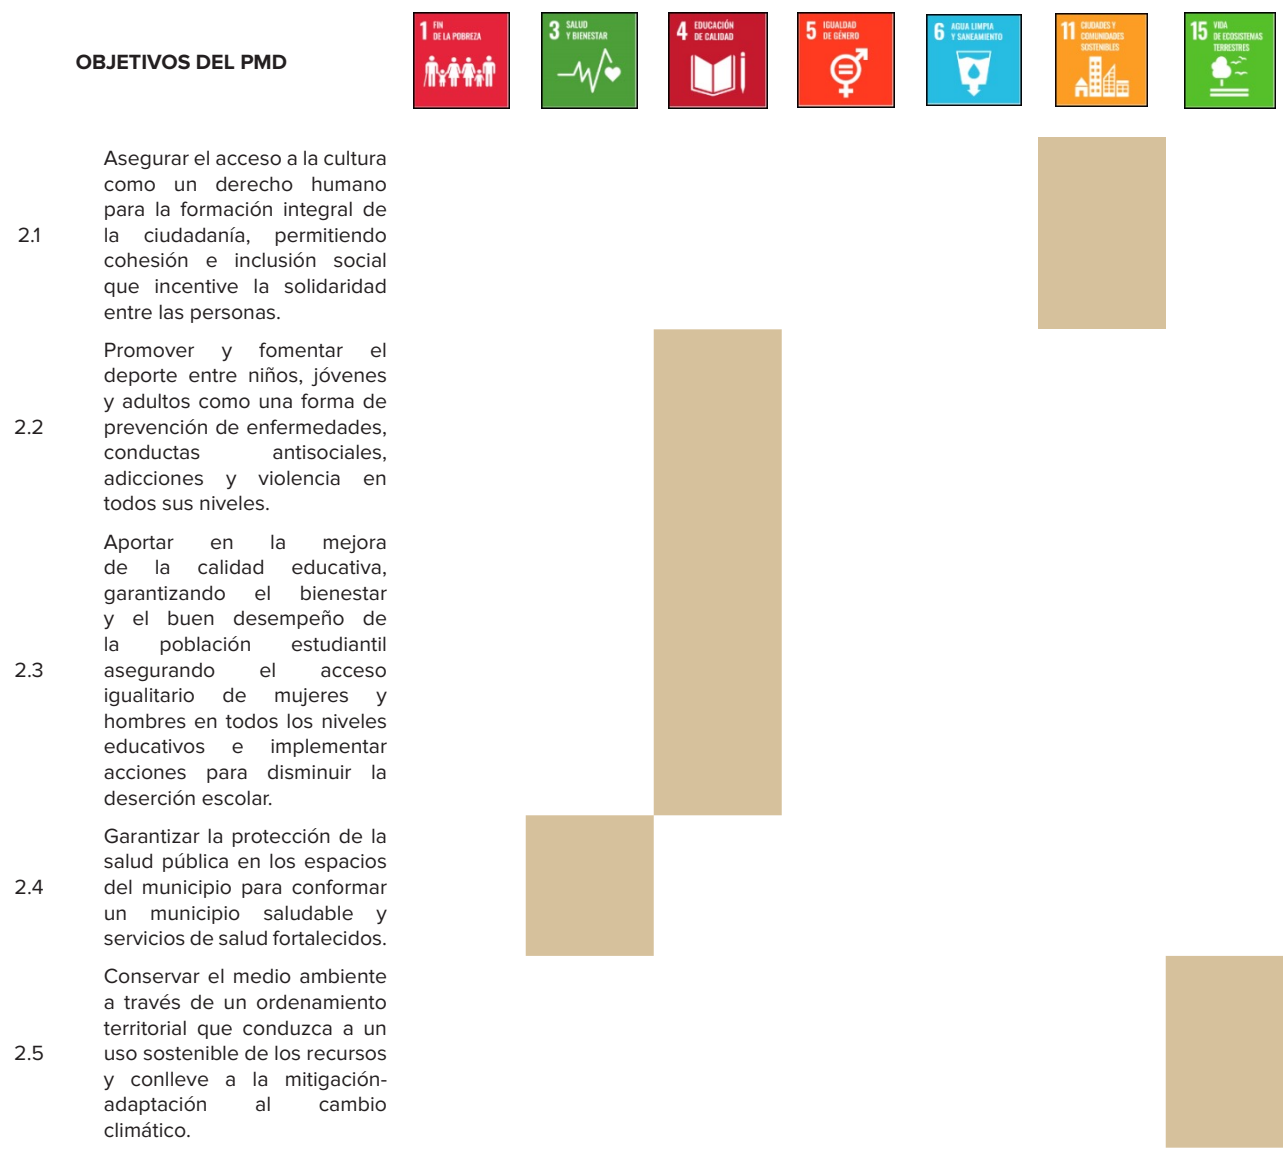 OBJETIVOS DEL PMD
1 FIN
DE LA POBREZA
3 SALUD
Y BIENESTAR
4 EDUCACIÓN
DE CALIDAD
5 IGUALDAD
DE GÉNERO
6 AGUA LIMPIA
Y SANEAMIENTO
11 CIUDADES Y
COMUNIDADES
SOSTENIBLES
15 VIDA
DE ECOSISTEMAS
TERRESTRES
2.1
Asegurar el acceso a la cultura
como un derecho humano
para la formación integral de
la ciudadanía, permitiendo
cohesión e inclusión social
que incentive la solidaridad
entre las personas.
2.2
Promover y fomentar el
deporte entre niños, jóvenes
y adultos como una forma de
prevención de enfermedades,
conductas antisociales,
adicciones y violencia en
todos sus niveles.
2.3
Aportar en la mejora
de la calidad educativa,
garantizando el bienestar
y el buen desempeño de
la población estudiantil
asegurando el acceso
igualitario de mujeres y
hombres en todos los niveles
educativos e implementar
acciones para disminuir la
deserción escolar.
2.4
Garantizar la protección de la
salud pública en los espacios
del municipio para conformar
un municipio saludable y
servicios de salud fortalecidos.
2.5
Conservar el medio ambiente
a través de un ordenamiento
territorial que conduzca a un
uso sostenible de los recursos
y conlleve a la mitigación-
adaptación al cambio
climático.